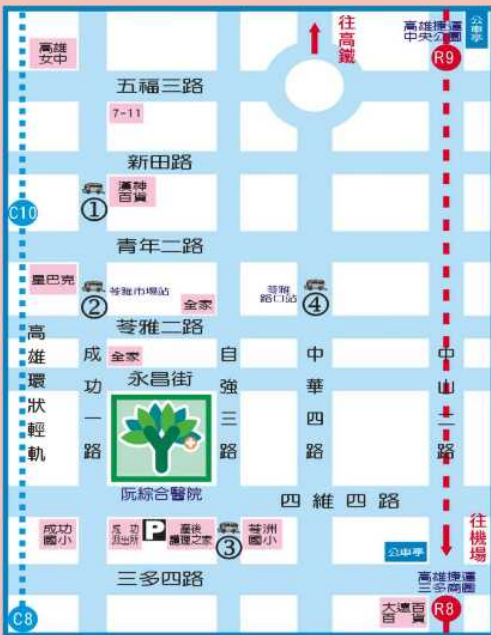 高雄
女中
往高鐵
高雄捷運
中央公園
公車亭
R9
五福三路
7-11
新田路
漢神
百貨
①
C10
青年二路
星巴克
②
苓雅市場站
全家
苓雅
路口站
④
苓雅二路
高雄環狀輕軌
成功一路
全家
永昌街
自強三路
中華四路
中山二路
阮綜合醫院
四維四路
成功
國小
成功
派出所
P
產後
護理之家
③
苓洲
國小
公車亭
往機場
三多四路
高雄捷運
三多商圈
C8
大遠百
百貨
R8